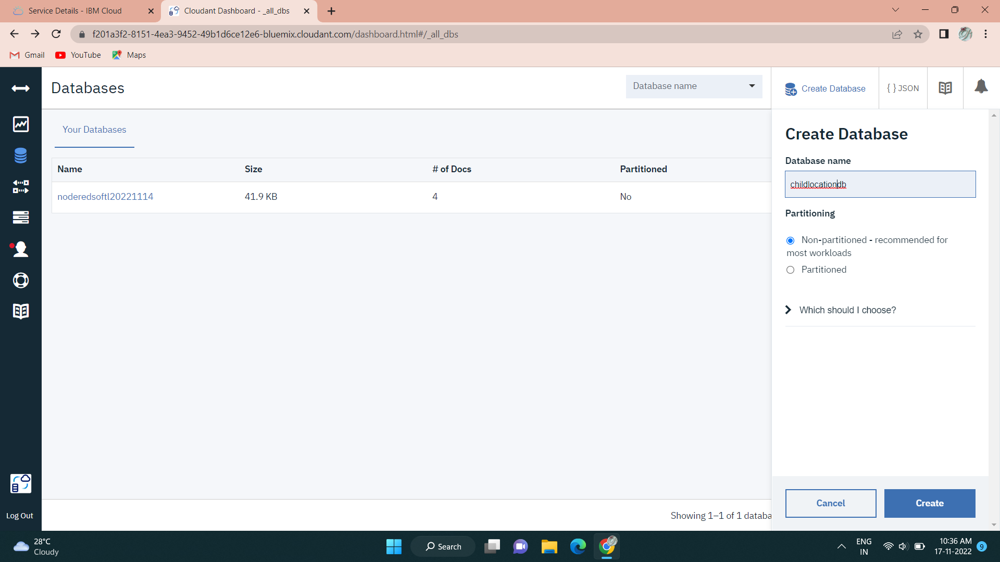 Service Details - IBM Cloud
Cloudant Dashboard - _all_dbs
f201a3f2-8151-4ea3-9452-49b1d6ce12e6-bluemix.cloudant.com/dashboard.html#/_all_dbs
Gmail
YouTube
Maps
Databases
Database name
Create Database
{ } JSON
Your Databases
Name Size # of Docs Partitioned
noderedsoftl20221114 41.9 KB 4 No
Create Database
Database name
childlocationdb
Partitioning
Non-partitioned - recommended for
most workloads
Partitioned
Which should I choose?
Cancel
Create
Showing 1–1 of 1 databa
Log Out
28°C
Cloudy
Search
ENG
IN
10:36 AM
17-11-2022
9